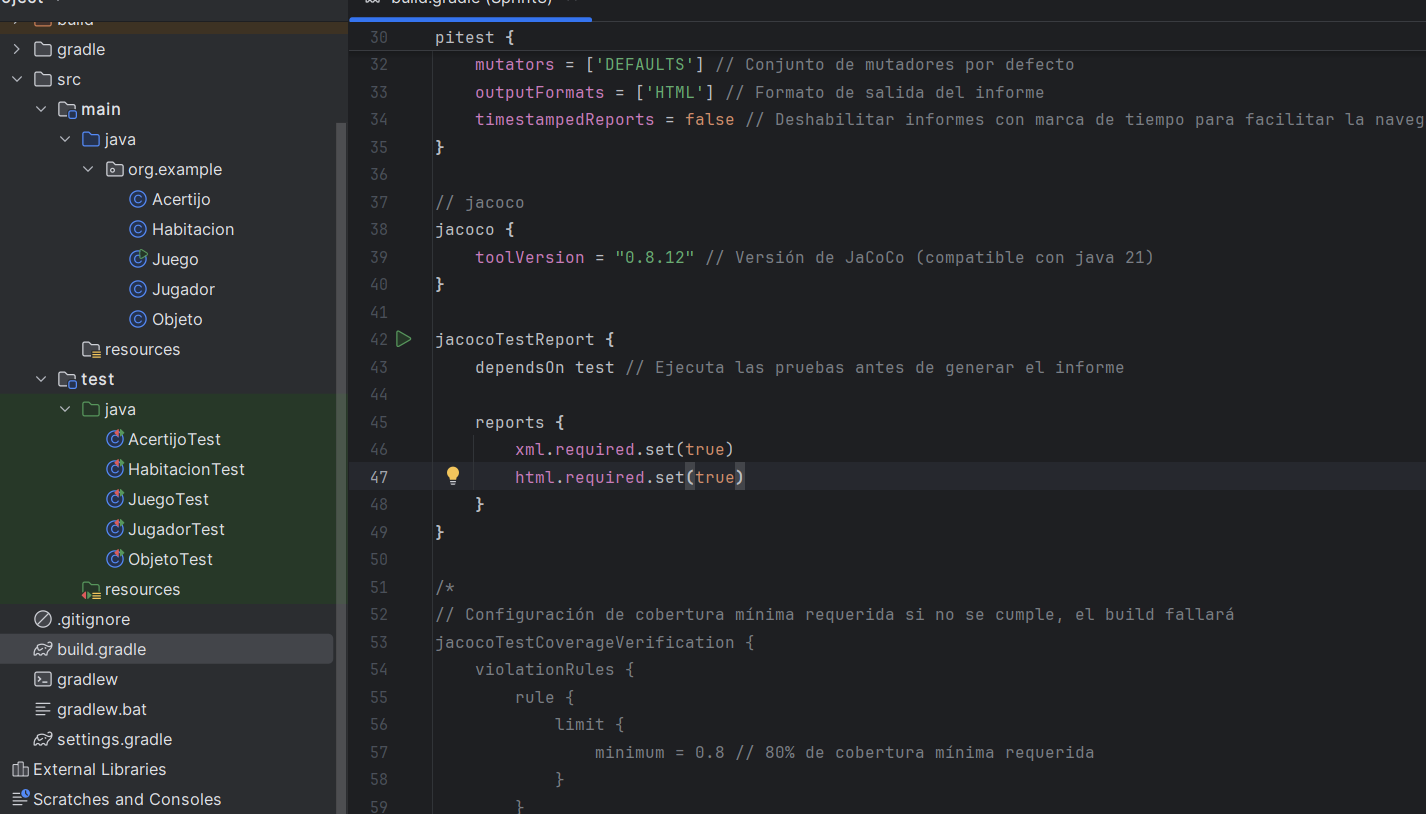 build
gradle
src
main
java
org.example
Acertijo
Habitacion
Juego
Jugador
Objeto
resources
test
java
AcertijoTest
HabitacionTest
JuegoTest
JugadorTest
ObjetoTest
resources
.gitignore
build.gradle
gradlew
gradlew.bat
settings.gradle
External Libraries
Scratches and Consoles
30 pitest {
32 mutators = ['DEFAULTS'] // Conjunto de mutadores por defecto
33 outputFormats = ['HTML'] // Formato de salida del informe
34 timestampedReports = false // Deshabilitar informes con marca de tiempo para facilitar la naveg
35 }
36
37 // jacoco
38 jacoco {
39 toolVersion = "0.8.12" // Versión de JaCoCo (compatible con java 21)
40 }
41
42 jacocoTestReport {
43 dependsOn test // Ejecuta las pruebas antes de generar el informe
44
45 reports {
46 xml.required.set(true)
47 html.required.set(true)
48 }
49 }
50
51 /*
52 // Configuración de cobertura mínima requerida si no se cumple, el build fallará
53 jacocoTestCoverageVerification {
54 violationRules {
55 rule {
56 limit {
57 minimum = 0.8 // 80% de cobertura mínima requerida
58 }
59 }